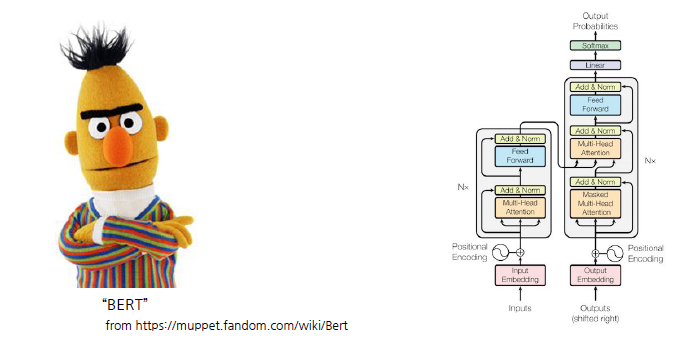 “BERT”
from https://muppet.fandom.com/wiki/Bert
Output
Probabilities
Softmax
Linear
Add & Norm
Feed
Forward
Add & Norm
Multi-Head
Attention
Add & Norm
Masked
Multi-Head
Attention
Nx
Add & Norm
Feed
Forward
Add & Norm
Multi-Head
Attention
Nx
Positional
Encoding
Positional
Encoding
Input
Embedding
Output
Embedding
Inputs
Outputs
(shifted right)